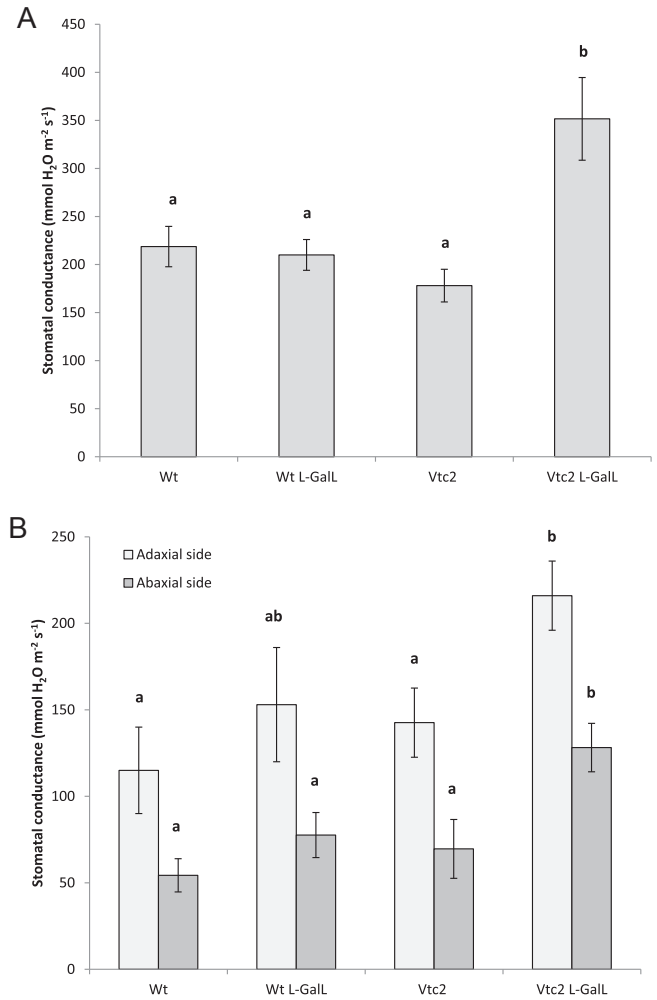 A
450
400
350
300
250
200
150
100
50
0
Stomatal conductance (mmol H₂O m⁻² s⁻¹)
a
a
a
b
Wt
Wt L-GalL
Vtc2
Vtc2 L-GalL
B
250
200
150
100
50
0
Stomatal conductance (mmol H₂O m⁻² s⁻¹)
Adaxial side
Abaxial side
a
a
ab
a
a
a
b
b
Wt
Wt L-GalL
Vtc2
Vtc2 L-GalL